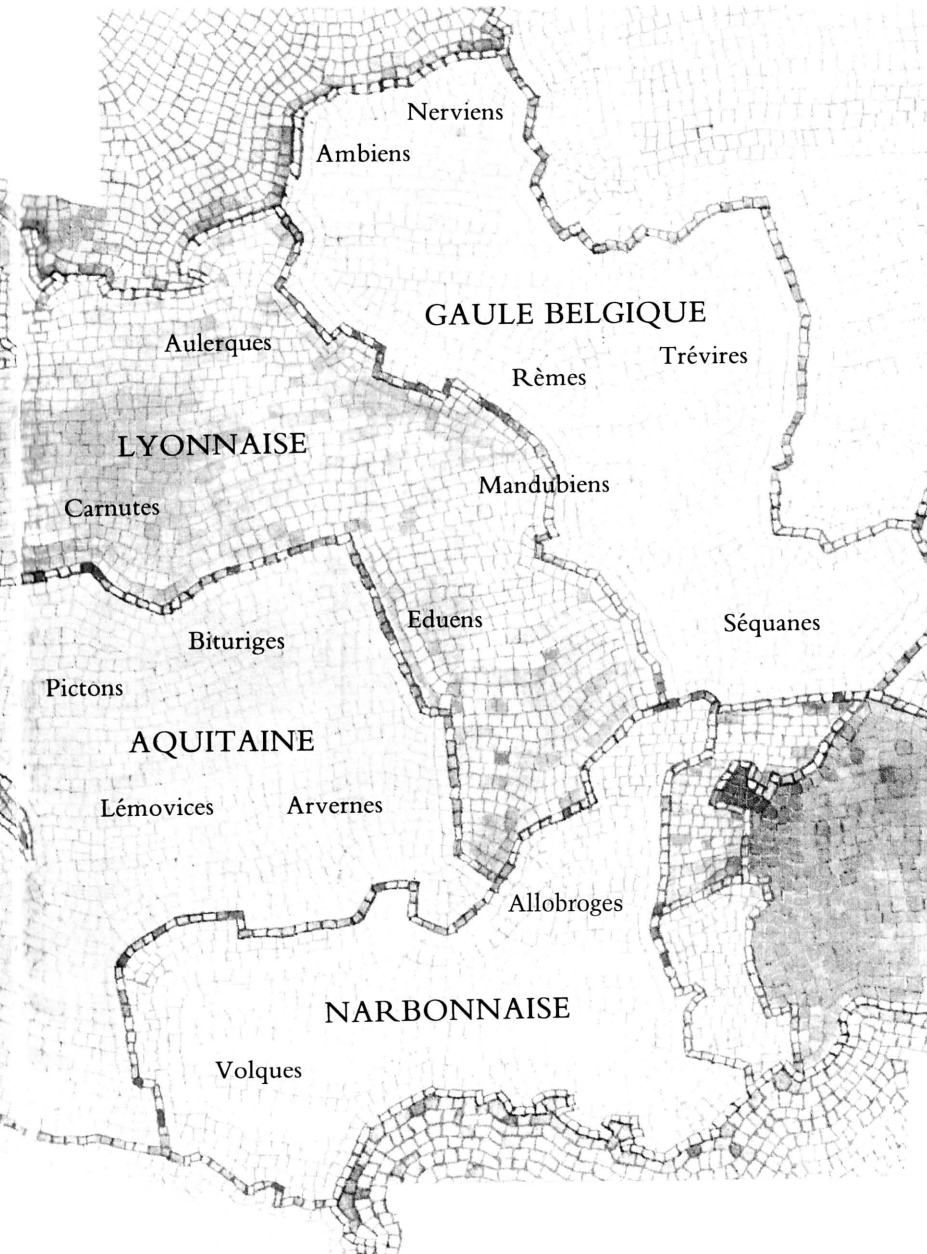 Nerviens
Ambiens
GAULE BELGIQUE
Aulerques
Trévires
Rèmes
LYONNAISE
Mandubiens
Carnutes
Eduens
Séquanes
Bituriges
Pictons
AQUITAINE
Lémovices
Arvernes
Allobroges
NARBONNAISE
Volques